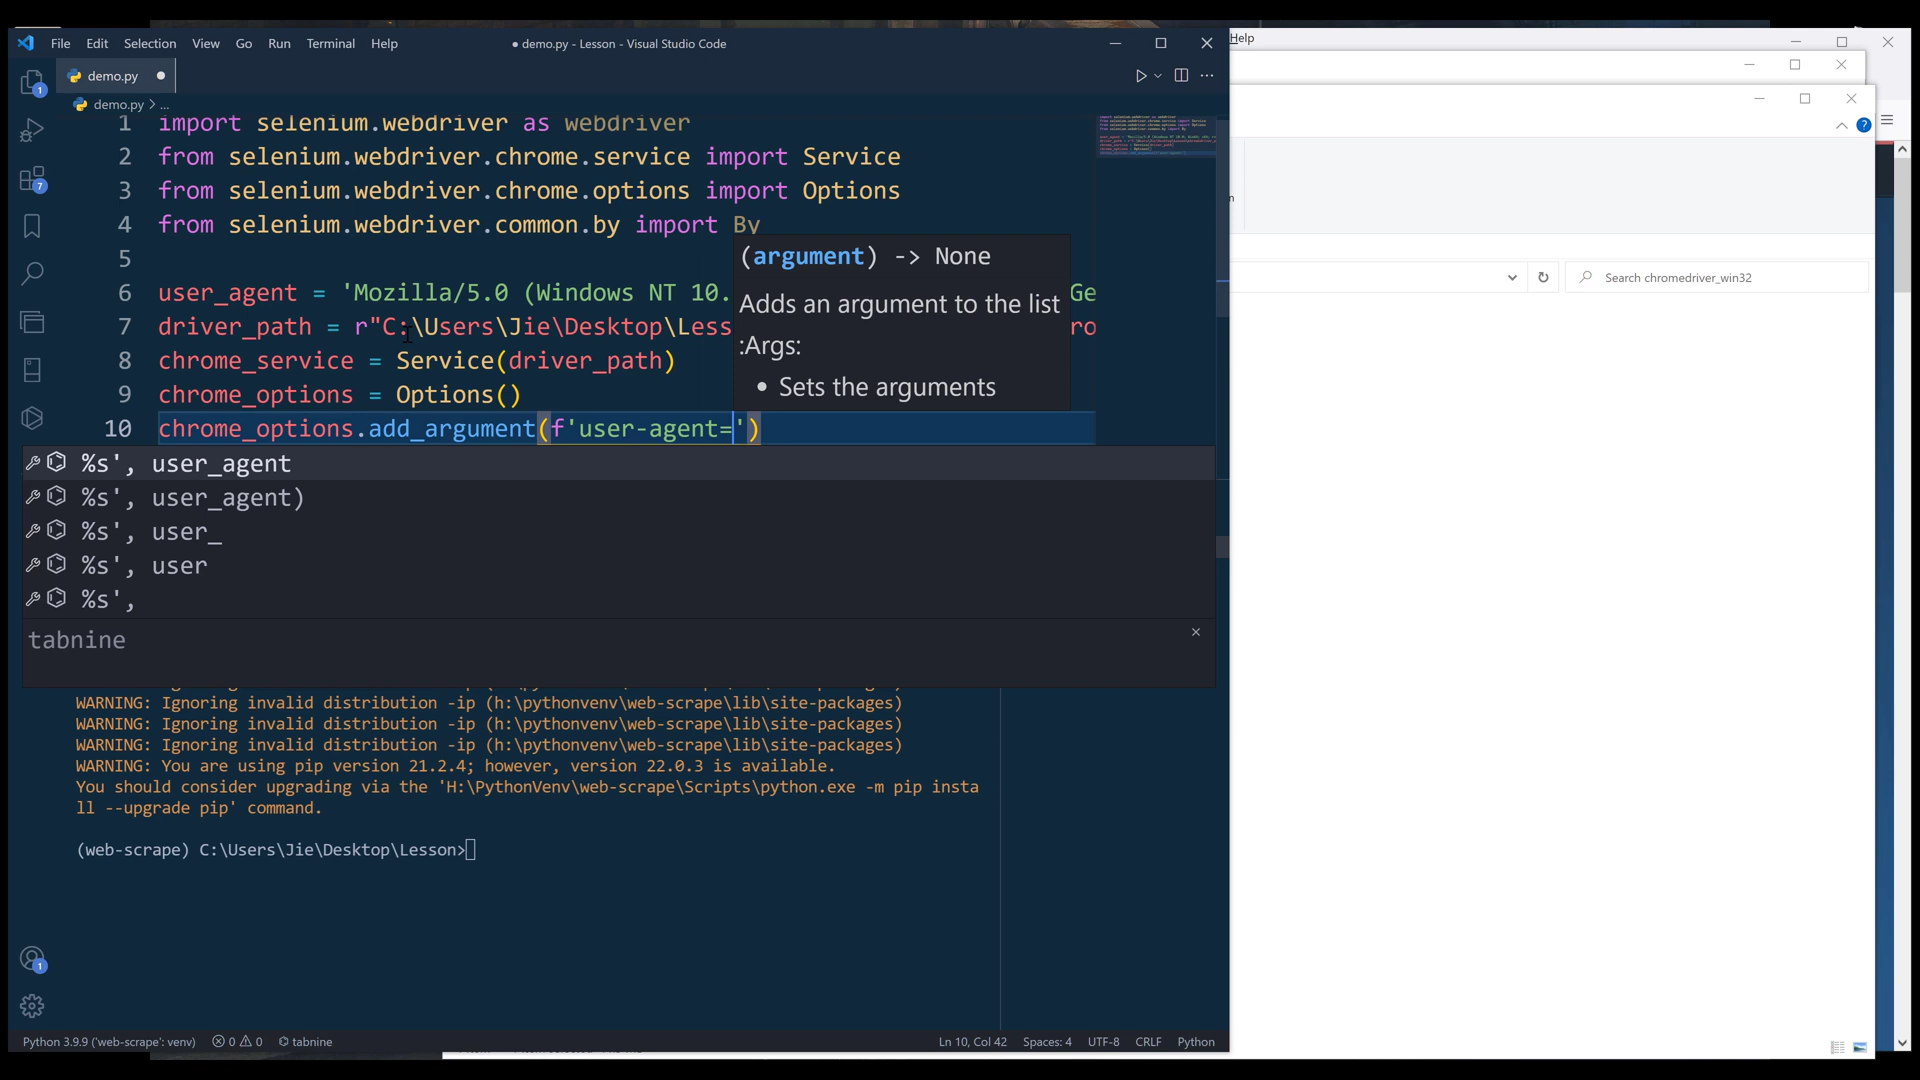 File Edit Selection View Go Run Terminal Help
● demo.py - Lesson - Visual Studio Code
Help
demo.py
demo.py > ...
1 import selenium.webdriver as webdriver
2 from selenium.webdriver.chrome.service import Service
3 from selenium.webdriver.chrome.options import Options
4 from selenium.webdriver.common.by import By
5
6 user_agent = 'Mozilla/5.0 (Windows NT 10. Ge
7 driver_path = r"C:\Users\Jie\Desktop\Less ro
8 chrome_service = Service(driver_path)
9 chrome_options = Options()
10 chrome_options.add_argument(f'user-agent=')
(argument) -> None
Adds an argument to the list
:Args:
• Sets the arguments
Search chromedriver_win32
%s', user_agent
%s', user_agent)
%s', user_
%s', user
%s',
tabnine
WARNING: Ignoring invalid distribution -ip (h:\pythonvenv\web-scrape\lib\site-packages)
WARNING: Ignoring invalid distribution -ip (h:\pythonvenv\web-scrape\lib\site-packages)
WARNING: Ignoring invalid distribution -ip (h:\pythonvenv\web-scrape\lib\site-packages)
WARNING: You are using pip version 21.2.4; however, version 22.0.3 is available.
You should consider upgrading via the 'H:\PythonVenv\web-scrape\Scripts\python.exe -m pip insta
ll --upgrade pip' command.
(web-scrape) C:\Users\Jie\Desktop\Lesson>
1
7
1
Python 3.9.9 ('web-scrape': venv) 0 0 tabnine
Ln 10, Col 42 Spaces: 4 UTF-8 CRLF Python